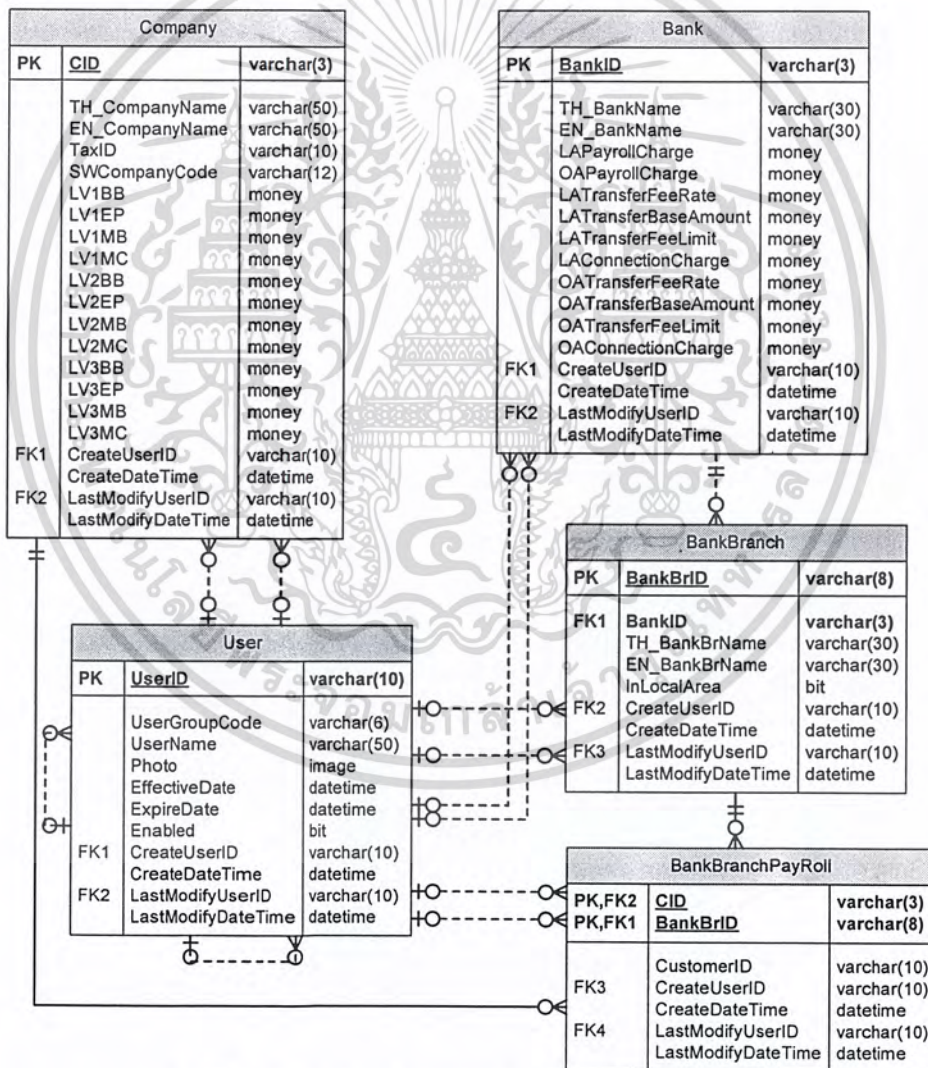 Company
PK CID varchar(3)
TH_CompanyName varchar(50)
EN_CompanyName varchar(50)
TaxID varchar(10)
SWCompanyCode varchar(12)
LV1BB money
LV1EP money
LV1MB money
LV1MC money
LV2BB money
LV2EP money
LV2MB money
LV2MC money
LV3BB money
LV3EP money
LV3MB money
LV3MC money
FK1 CreateUserID varchar(10)
CreateDateTime datetime
FK2 LastModifyUserID varchar(10)
LastModifyDateTime datetime
Bank
PK BankID varchar(3)
TH_BankName varchar(30)
EN_BankName varchar(30)
LAPayrollCharge money
OAPayrollCharge money
LATransferFeeRate money
LATransferBaseAmount money
LATransferFeeLimit money
LAConnectionCharge money
OATransferFeeRate money
OATransferBaseAmount money
OATransferFeeLimit money
OAConnectionCharge money
FK1 CreateUserID varchar(10)
CreateDateTime datetime
FK2 LastModifyUserID varchar(10)
LastModifyDateTime datetime
BankBranch
PK BankBrID varchar(8)
FK1 BankID varchar(3)
TH_BankBrName varchar(30)
EN_BankBrName varchar(30)
InLocalArea bit
FK2 CreateUserID varchar(10)
CreateDateTime datetime
FK3 LastModifyUserID varchar(10)
LastModifyDateTime datetime
User
PK UserID varchar(10)
UserGroupCode varchar(6)
UserName varchar(50)
Photo image
EffectiveDate datetime
ExpireDate datetime
Enabled bit
FK1 CreateUserID varchar(10)
CreateDateTime datetime
FK2 LastModifyUserID varchar(10)
LastModifyDateTime datetime
BankBranchPayRoll
PK,FK2 CID varchar(3)
PK,FK1 BankBrID varchar(8)
CustomerID varchar(10)
FK3 CreateUserID varchar(10)
CreateDateTime datetime
FK4 LastModifyUserID varchar(10)
LastModifyDateTime datetime